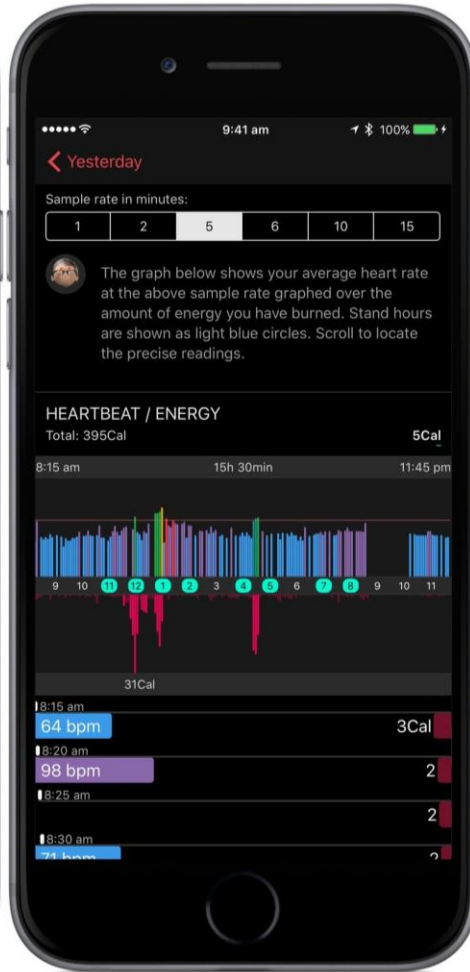 9:41 am
100%
Yesterday
Sample rate in minutes:
1 2 5 6 10 15
The graph below shows your average heart rate
at the above sample rate graphed over the
amount of energy you have burned. Stand hours
are shown as light blue circles. Scroll to locate
the precise readings.
HEARTBEAT / ENERGY
Total: 395Cal 5Cal
8:15 am 15h 30min 11:45 pm
9 10 11 12 1 2 3 4 5 6 7 8 9 10 11
31Cal
8:15 am
64 bpm 3Cal
8:20 am
98 bpm 2
8:25 am
2
8:30 am
71 bpm 2